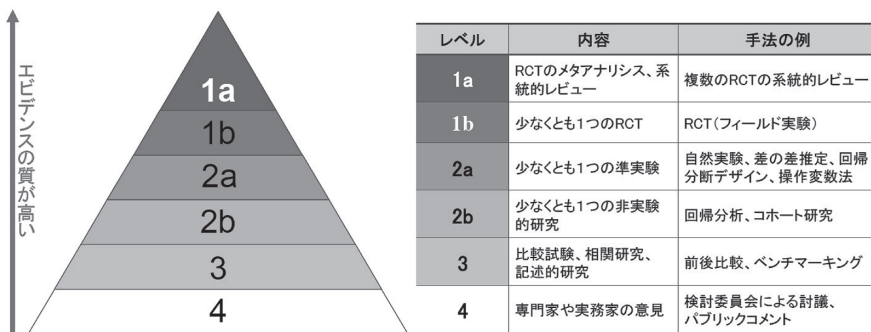 エビデンスの質が高い
1a
1b
2a
2b
3
4
レベル 内容 手法の例
1a RCTのメタアナリシス、系統的レビュー 複数のRCTの系統的レビュー
1b 少なくとも1つのRCT RCT(フィールド実験)
2a 少なくとも1つの準実験 自然実験、差の差推定、回帰分断デザイン、操作変数法
2b 少なくとも1つの非実験的研究 回帰分析、コホート研究
3 比較試験、相関研究、記述的研究 前後比較、ベンチマーキング
4 専門家や実務家の意見 検討委員会による討議、パブリックコメント